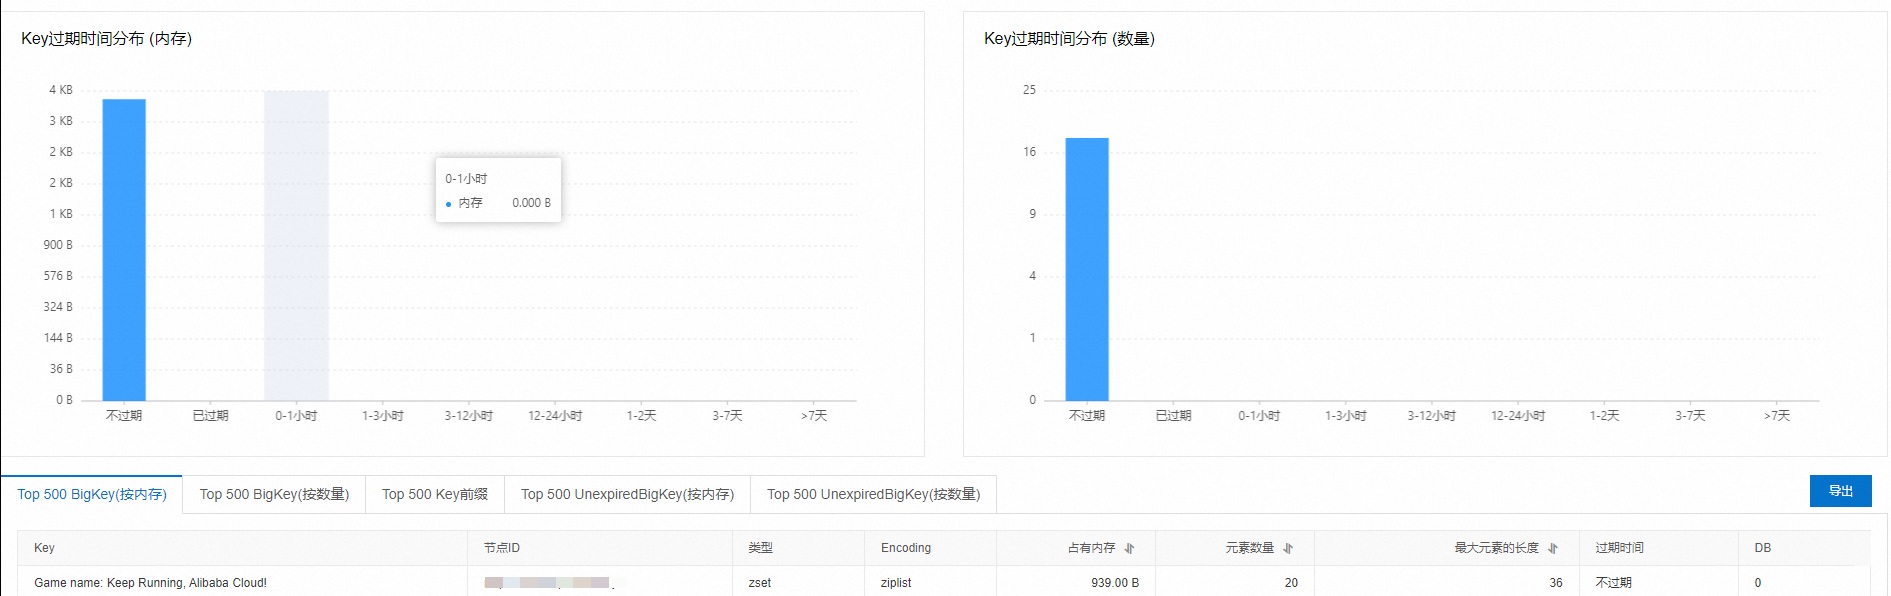 Key过期时间分布 (内存)
4 KB
3 KB
2 KB
2 KB
1 KB
900 B
576 B
324 B
144 B
36 B
0 B
0-1小时
内存 0.000 B
不过期 已过期 0-1小时 1-3小时 3-12小时 12-24小时 1-2天 3-7天 >7天
Key过期时间分布 (数量)
25
16
9
4
1
0
不过期 已过期 0-1小时 1-3小时 3-12小时 12-24小时 1-2天 3-7天 >7天
Top 500 BigKey(按内存) Top 500 BigKey(按数量) Top 500 Key前缀 Top 500 UnexpiredBigKey(按内存) Top 500 UnexpiredBigKey(按数量) 导出
Key 节点ID 类型 Encoding 占有内存 元素数量 最大元素的长度 过期时间 DB
Game name: Keep Running, Alibaba Cloud! zset ziplist 939.00 B 20 36 不过期 0